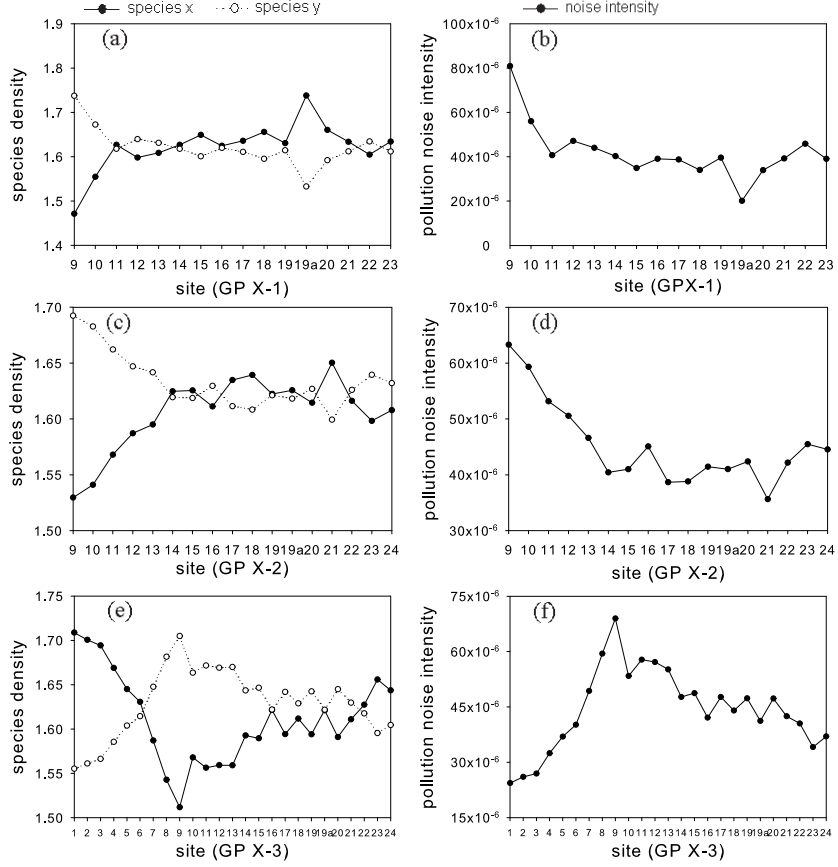 species x species y noise intensity
(a)
1.9
1.8
1.7
1.6
1.5
1.4
species density
9 10 11 12 13 14 15 16 17 18 19 19a 20 21 22 23
site (GP X-1)
(b)
100x10-6
80x10-6
60x10-6
40x10-6
20x10-6
0
pollution noise intensity
9 10 11 12 13 14 15 16 17 18 19 19a 20 21 22 23
site (GPX-1)
(c)
1.70
1.65
1.60
1.55
1.50
species density
9 10 11 12 13 14 15 16 17 18 19 19a 20 21 22 23 24
site (GP X-2)
(d)
70x10-6
60x10-6
50x10-6
40x10-6
30x10-6
pollution noise intensity
9 10 11 12 13 14 15 16 17 18 19 19a 20 21 22 23 24
site (GP X-2)
(e)
1.75
1.70
1.65
1.60
1.55
1.50
species density
1 2 3 4 5 6 7 8 9 10 11 12 13 14 15 16 17 18 19 19a 20 21 22 23 24
site (GP X-3)
(f)
75x10-6
60x10-6
45x10-6
30x10-6
15x10-6
pollution noise intensity
1 2 3 4 5 6 7 8 9 10 11 12 13 14 15 16 17 18 19 19a 20 21 22 23 24
site (GP X-3)